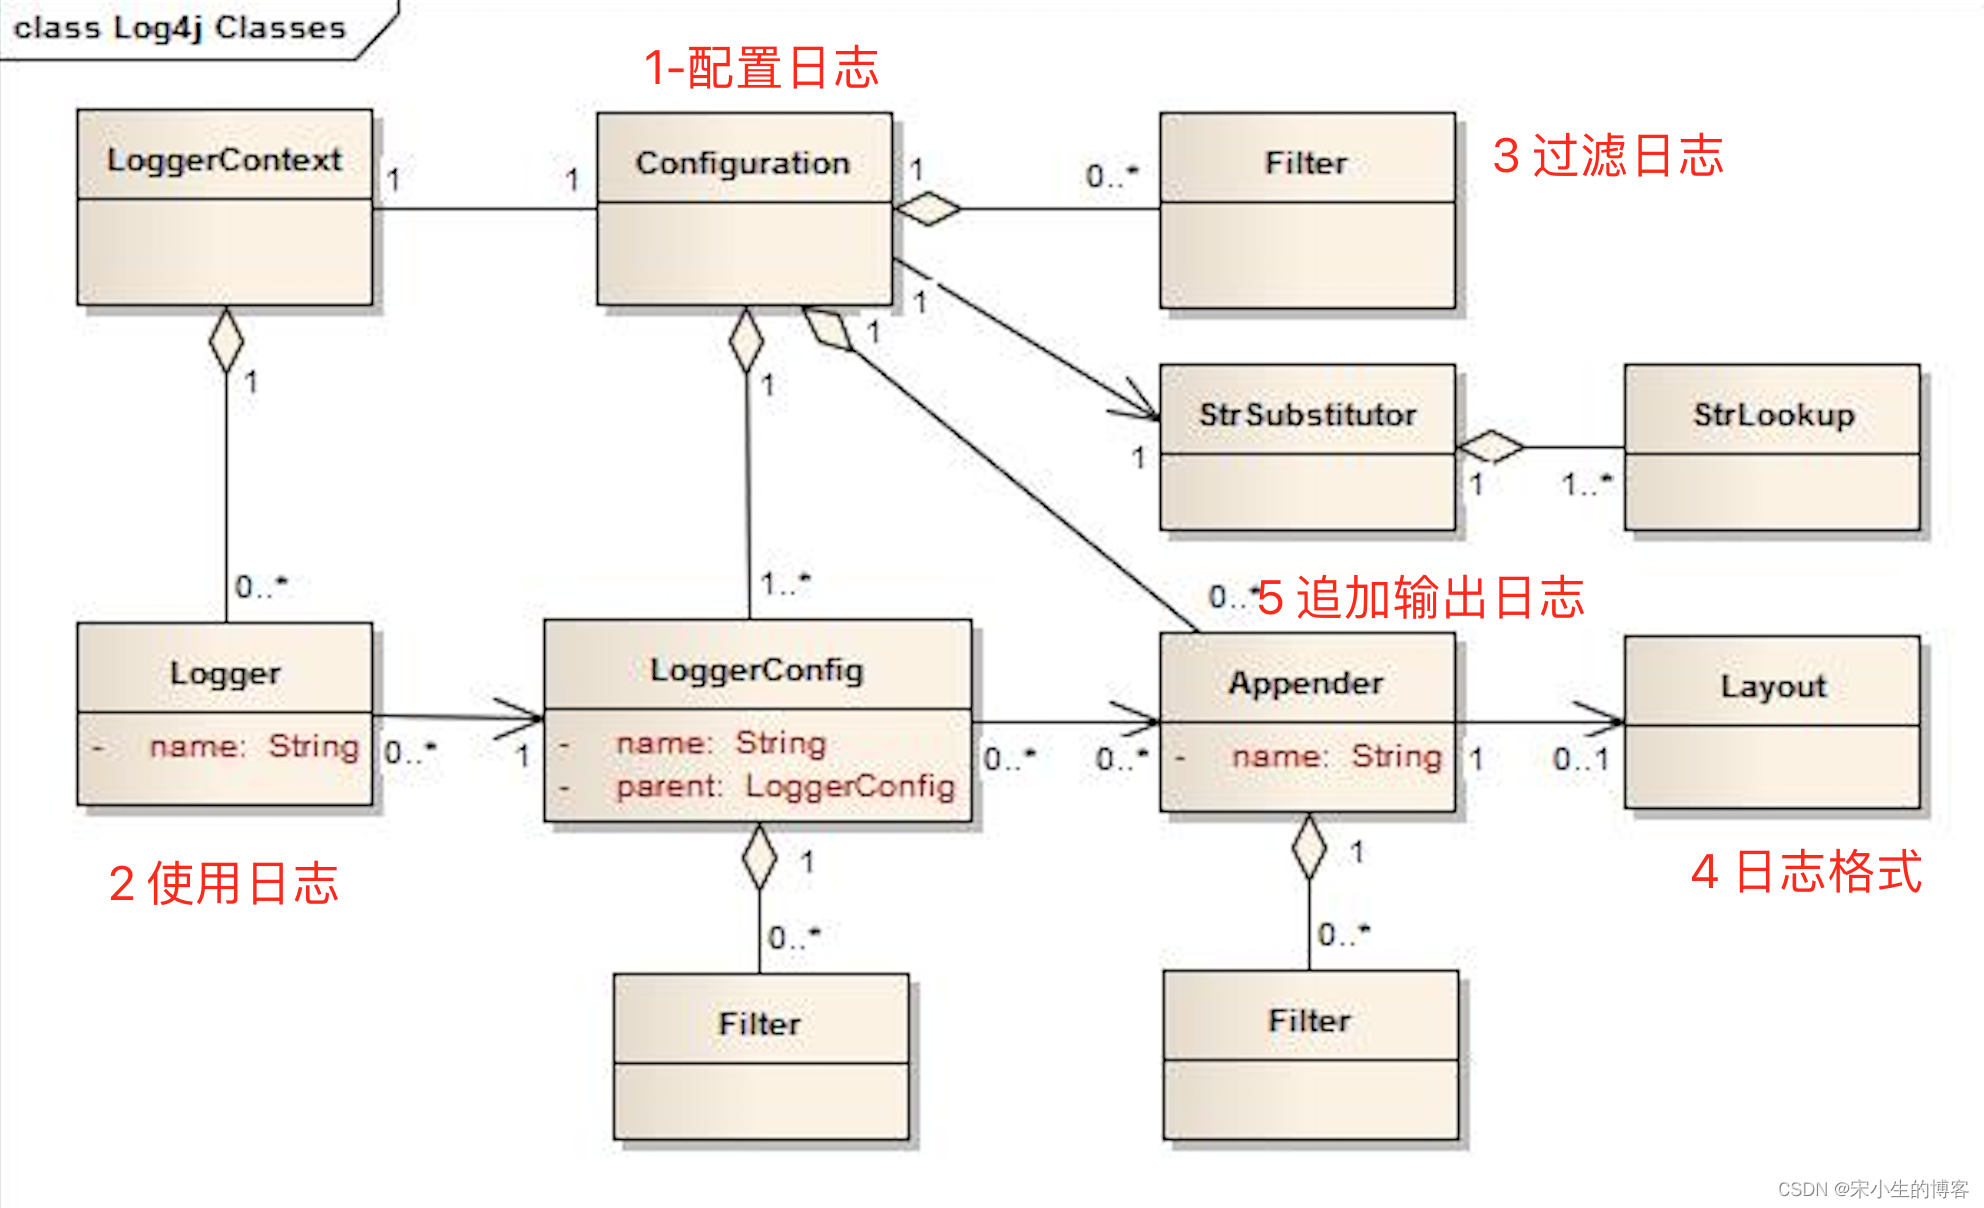 class Log4j Classes
1-配置日志
LoggerContext
1
1
Configuration
1
0..*
Filter
3 过滤日志
1
1
1
1
StrSubstitutor
1
StrLookup
1
1..*
0..*
1..*
0..*
5 追加输出日志
Logger
- name: String
0..*
1
LoggerConfig
- name: String
- parent: LoggerConfig
0..*
0..*
Appender
- name: String
1
0..1
Layout
2 使用日志
1
1
4 日志格式
0..*
0..*
Filter
Filter
CSDN @宋小生的博客